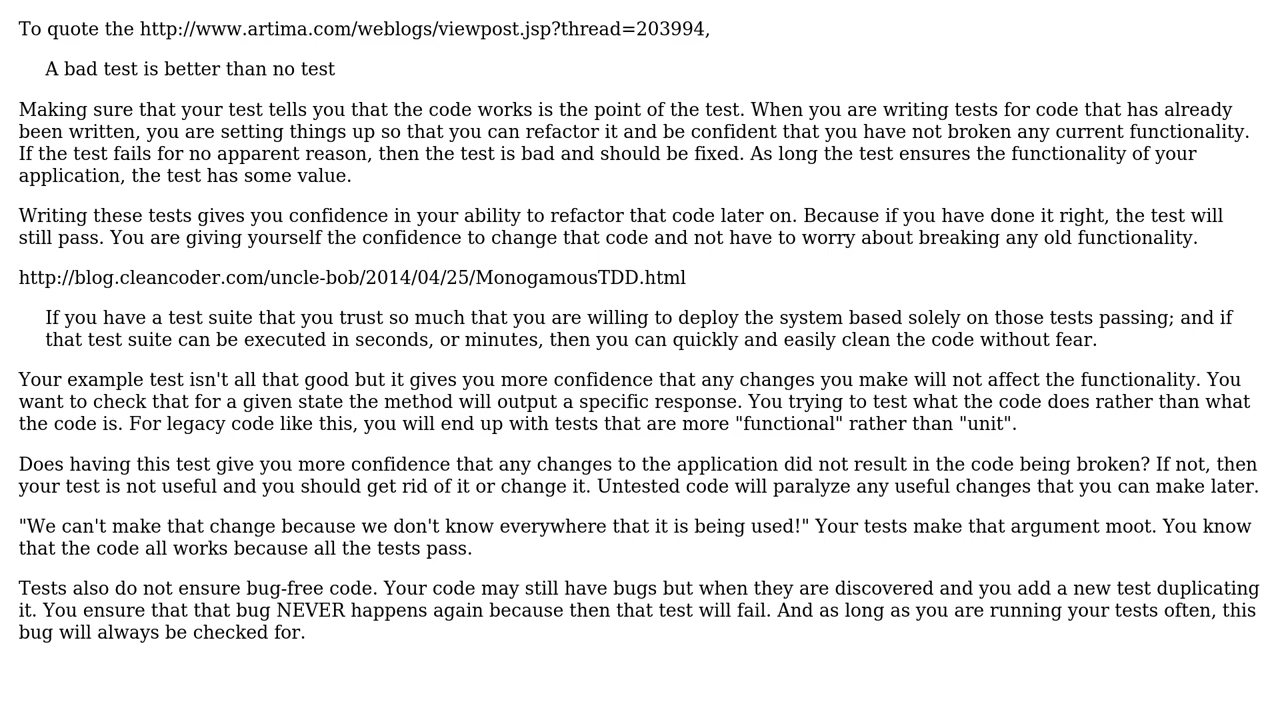 To quote the http://www.artima.com/weblogs/viewpost.jsp?thread=203994,
A bad test is better than no test
Making sure that your test tells you that the code works is the point of the test. When you are writing tests for code that has already
been written, you are setting things up so that you can refactor it and be confident that you have not broken any current functionality.
If the test fails for no apparent reason, then the test is bad and should be fixed. As long the test ensures the functionality of your
application, the test has some value.
Writing these tests gives you confidence in your ability to refactor that code later on. Because if you have done it right, the test will
still pass. You are giving yourself the confidence to change that code and not have to worry about breaking any old functionality.
http://blog.cleancoder.com/uncle-bob/2014/04/25/MonogamousTDD.html
If you have a test suite that you trust so much that you are willing to deploy the system based solely on those tests passing; and if
that test suite can be executed in seconds, or minutes, then you can quickly and easily clean the code without fear.
Your example test isn't all that good but it gives you more confidence that any changes you make will not affect the functionality. You
want to check that for a given state the method will output a specific response. You trying to test what the code does rather than what
the code is. For legacy code like this, you will end up with tests that are more "functional" rather than "unit".
Does having this test give you more confidence that any changes to the application did not result in the code being broken? If not, then
your test is not useful and you should get rid of it or change it. Untested code will paralyze any useful changes that you can make later.
"We can't make that change because we don't know everywhere that it is being used!" Your tests make that argument moot. You know
that the code all works because all the tests pass.
Tests also do not ensure bug-free code. Your code may still have bugs but when they are discovered and you add a new test duplicating
it. You ensure that that bug NEVER happens again because then that test will fail. And as long as you are running your tests often, this
bug will always be checked for.